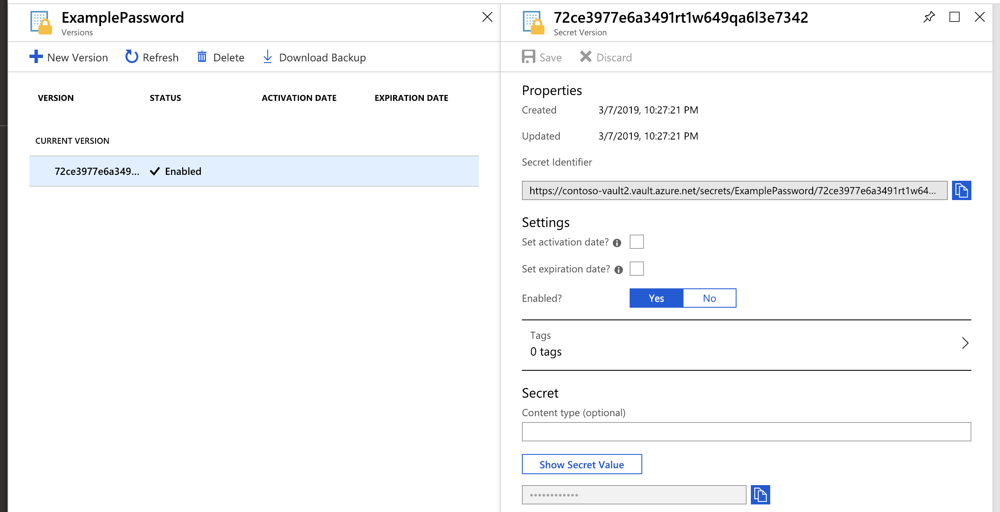 ExamplePassword
Versions
New Version Refresh Delete Download Backup
VERSION STATUS ACTIVATION DATE EXPIRATION DATE
CURRENT VERSION
72ce3977e6a349... Enabled
72ce3977e6a3491rt1w649qa6l3e7342
Secret Version
Save Discard
Properties
Created 3/7/2019, 10:27:21 PM
Updated 3/7/2019, 10:27:21 PM
Secret Identifier
https://contoso-vault2.vault.azure.net/secrets/ExamplePassword/72ce3977e6a3491rt1w64...
Settings
Set activation date?
Set expiration date?
Enabled? Yes No
Tags
0 tags
Secret
Content type (optional)
Show Secret Value
••••••••••••